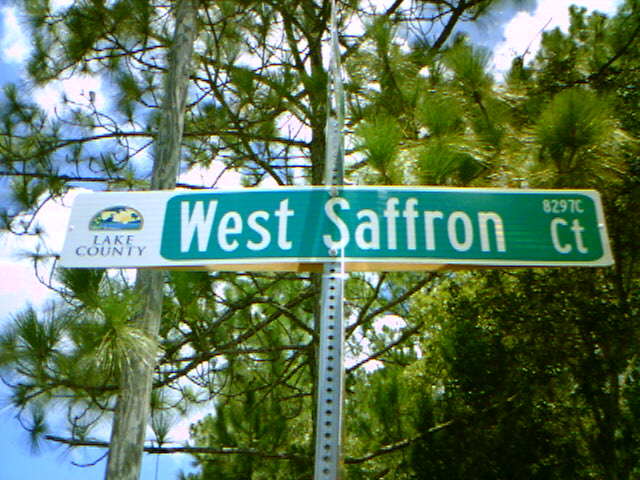 LAKE
COUNTY
West Saffron Ct
8297C